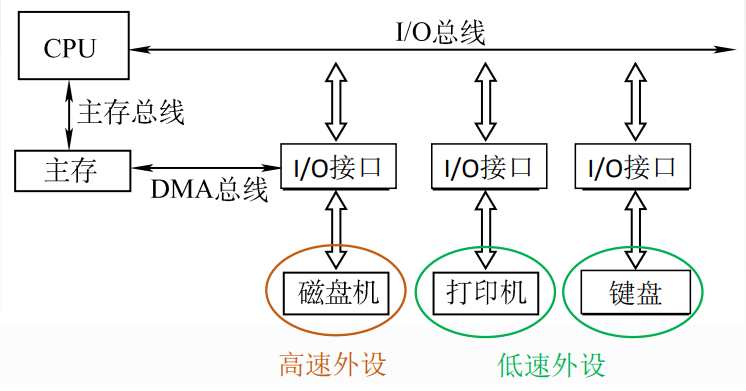 I/O总线
CPU
主存总线
主存
DMA总线
I/O接口
I/O接口
I/O接口
磁盘机
打印机
键盘
高速外设
低速外设